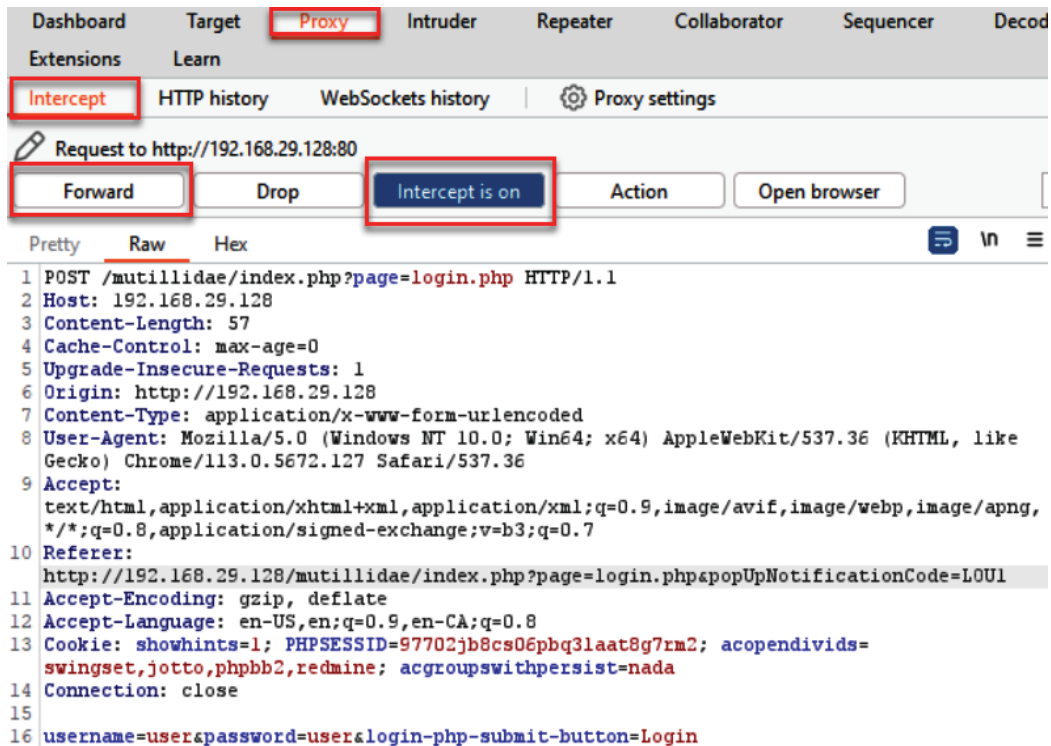 Dashboard Target Proxy Intruder Repeater Collaborator Sequencer Decod
Extensions Learn
Intercept HTTP history WebSockets history Proxy settings
Request to http://192.168.29.128:80
Forward Drop Intercept is on Action Open browser
Pretty Raw Hex \n
1 POST /mutillidae/index.php?page=login.php HTTP/1.1
2 Host: 192.168.29.128
3 Content-Length: 57
4 Cache-Control: max-age=0
5 Upgrade-Insecure-Requests: 1
6 Origin: http://192.168.29.128
7 Content-Type: application/x-www-form-urlencoded
8 User-Agent: Mozilla/5.0 (Windows NT 10.0; Win64; x64) AppleWebKit/537.36 (KHTML, like
Gecko) Chrome/113.0.5672.127 Safari/537.36
9 Accept:
text/html,application/xhtml+xml,application/xml;q=0.9,image/avif,image/webp,image/apng,
*/*;q=0.8,application/signed-exchange;v=b3;q=0.7
10 Referer:
http://192.168.29.128/mutillidae/index.php?page=login.php&popUpNotificationCode=LOU1
11 Accept-Encoding: gzip, deflate
12 Accept-Language: en-US,en;q=0.9,en-CA;q=0.8
13 Cookie: showhints=1; PHPSESSID=97702jb8cs06pbq3laat8g7rm2; acopendivids=
swingset,jotto,phpbb2,redmine; acgroupswithpersist=nada
14 Connection: close
15
16 username=user&password=user&login-php-submit-button=Login